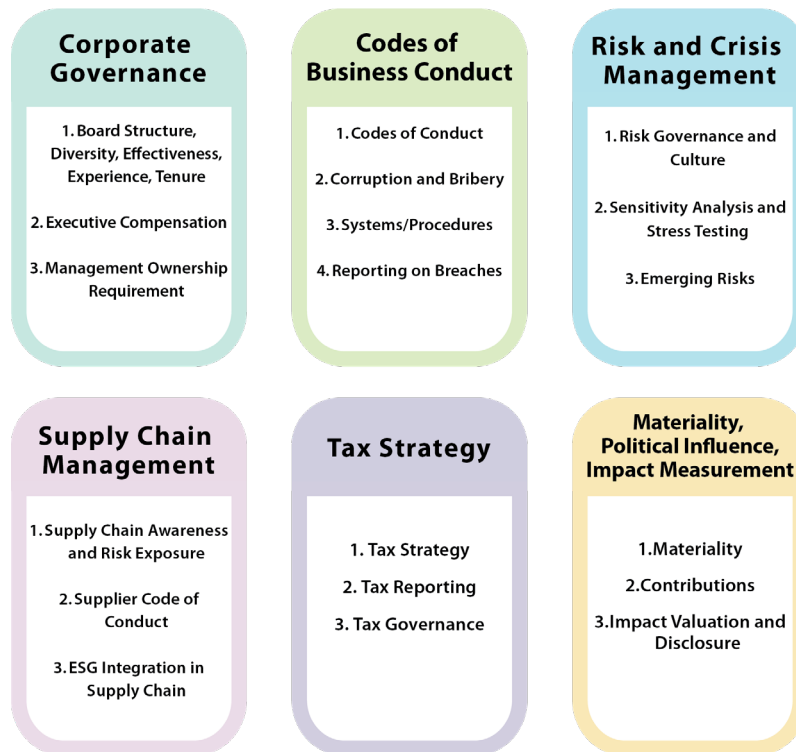 Corporate
Governance
1. Board Structure,
Diversity, Effectiveness,
Experience, Tenure
2. Executive Compensation
3. Management Ownership
Requirement
Codes of
Business Conduct
1. Codes of Conduct
2. Corruption and Bribery
3. Systems/Procedures
4. Reporting on Breaches
Risk and Crisis
Management
1. Risk Governance and
Culture
2. Sensitivity Analysis and
Stress Testing
3. Emerging Risks
Supply Chain
Management
1. Supply Chain Awareness
and Risk Exposure
2. Supplier Code of
Conduct
3. ESG Integration in
Supply Chain
Tax Strategy
1. Tax Strategy
2. Tax Reporting
3. Tax Governance
Materiality,
Political Influence,
Impact Measurement
1. Materiality
2. Contributions
3. Impact Valuation and
Disclosure